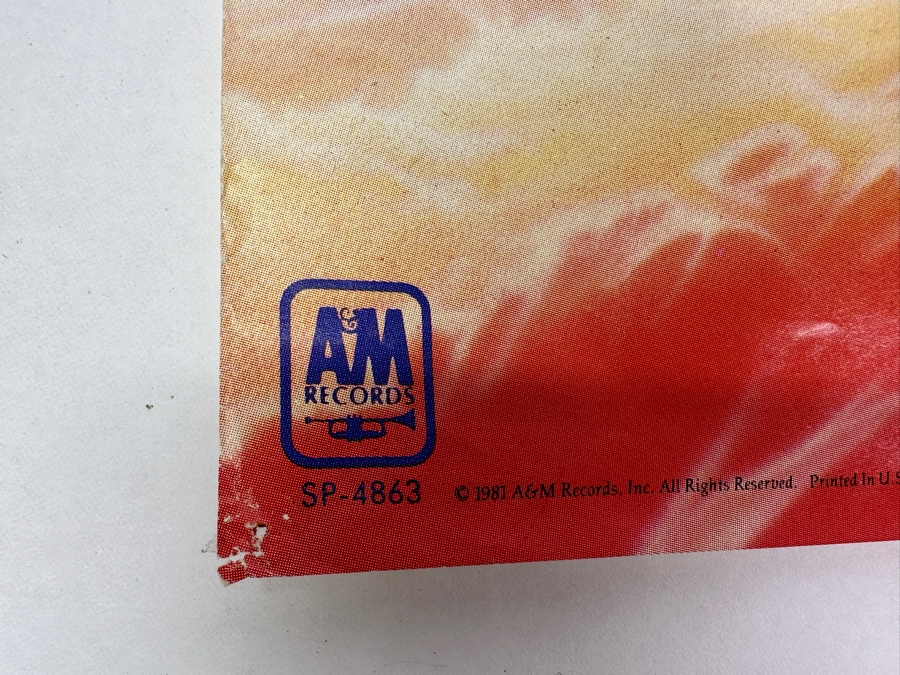 A&M
RECORDS
SP-4863
© 1981 A&M Records, Inc. All Rights Reserved. Printed In U.S